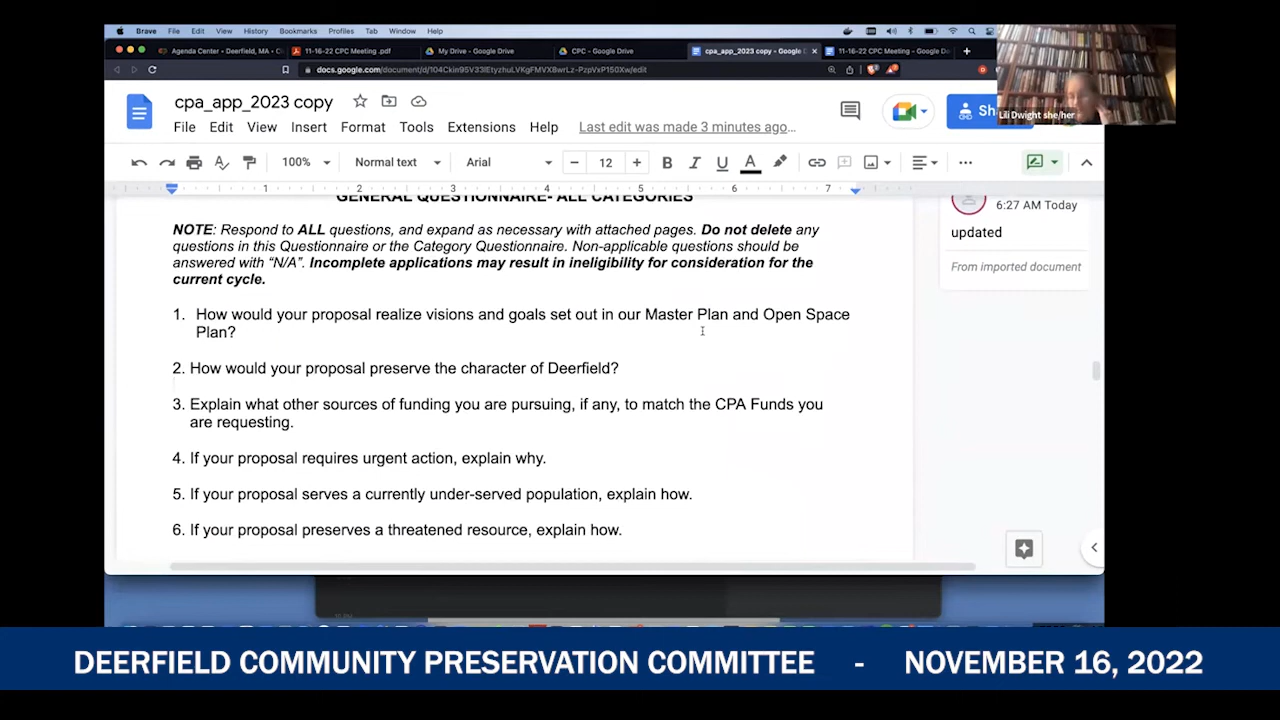 Brave File Edit View History Bookmarks Profiles Tab Window Help
Agenda Center • Deerfield, MA • C
11-16-22 CPC Meeting .pdf
My Drive - Google Drive
CPC - Google Drive
cpa_app_2023 copy - Google D
11-16-22 CPC Meeting - Google D
Lili Dwight she/her
cpa_app_2023 copy
File Edit View Insert Format Tools Extensions Help Last edit was made 3 minutes ago…
100% Normal text Arial 12 B I U A
1 2 3 4 5 6 7
GENERAL QUESTIONNAIRE- ALL CATEGORIES
NOTE: Respond to ALL questions, and expand as necessary with attached pages. Do not delete any
questions in this Questionnaire or the Category Questionnaire. Non-applicable questions should be
answered with “N/A”. Incomplete applications may result in ineligibility for consideration for the
current cycle.
1. How would your proposal realize visions and goals set out in our Master Plan and Open Space
Plan?
2. How would your proposal preserve the character of Deerfield?
3. Explain what other sources of funding you are pursuing, if any, to match the CPA Funds you
are requesting.
4. If your proposal requires urgent action, explain why.
5. If your proposal serves a currently under-served population, explain how.
6. If your proposal preserves a threatened resource, explain how.
6:27 AM Today
updated
From imported document
DEERFIELD COMMUNITY PRESERVATION COMMITTEE - NOVEMBER 16, 2022